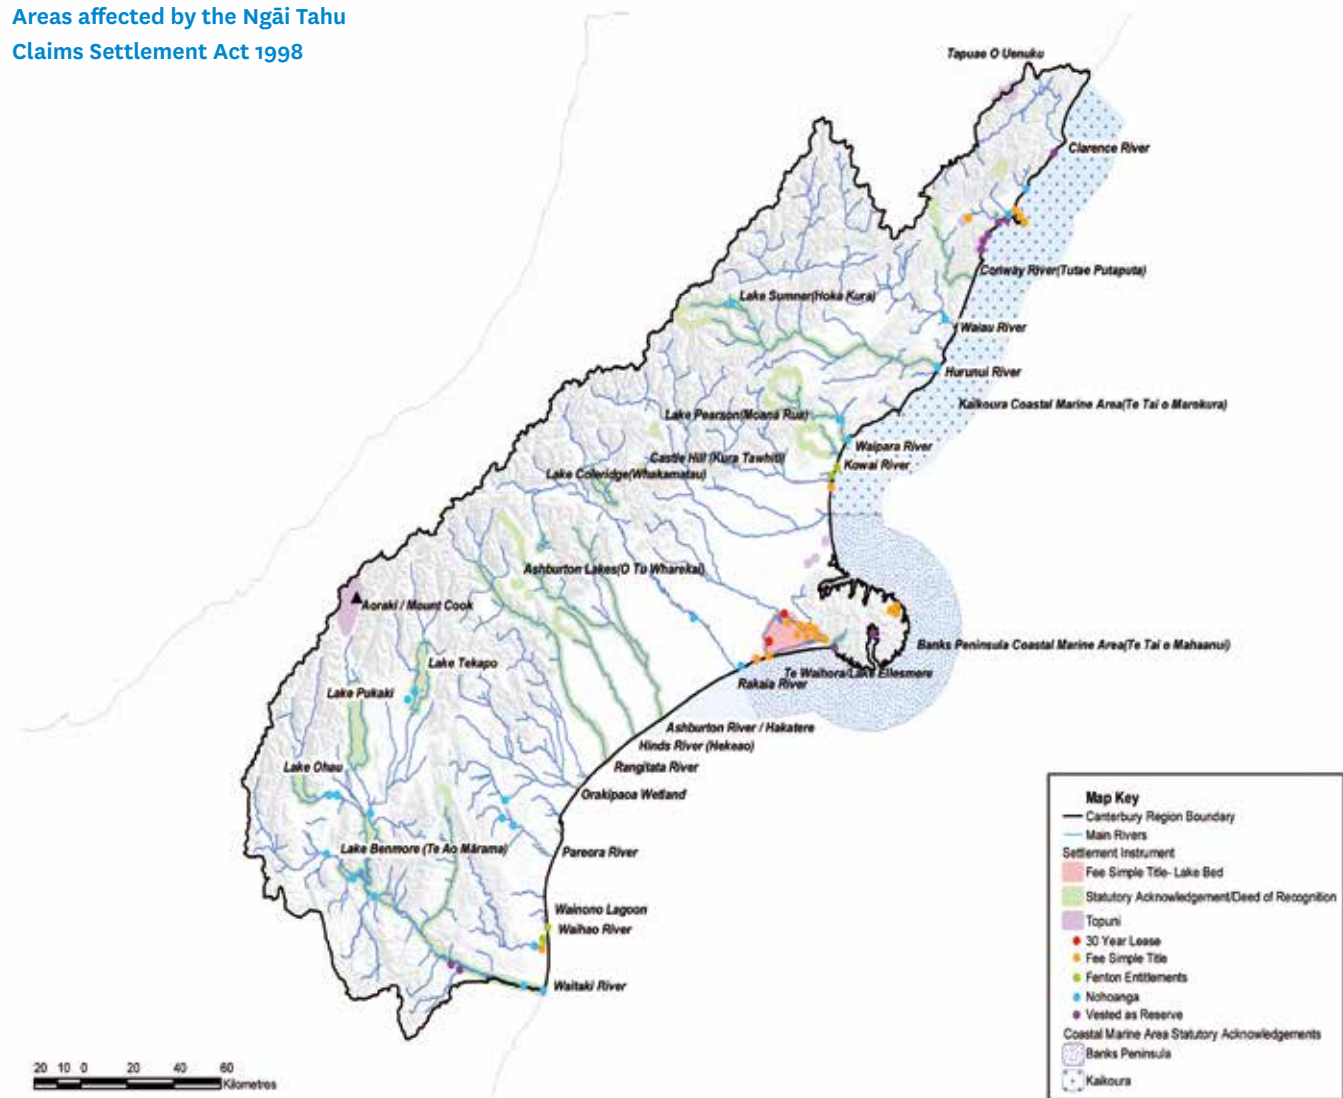 Areas affected by the Ngāi Tahu
Claims Settlement Act 1998
Tapuae O Uenuku
Clarence River
Conway River(Tutae Putaputa)
Lake Sumner(Hoka Kura)
Waiau River
Hurunui River
Kaikoura Coastal Marine Area(Te Tai o Marokura)
Lake Pearson(Moana Rua)
Waipara River
Castle Hill (Kura Tawhiti)
Kowai River
Lake Coleridge(Whakamatau)
Ashburton Lakes(O Tu Wharekai)
Aoraki / Mount Cook
Banks Peninsula Coastal Marine Area(Te Tai o Mahaanui)
Lake Tekapo
Te Waihora/Lake Ellesmere
Rakaia River
Lake Pukaki
Ashburton River / Hakatere
Hinds River (Hekeao)
Lake Ohau
Rangitata River
Orakipaoa Wetland
Lake Benmore (Te Ao Mārama)
Pareora River
Wainono Lagoon
Waihao River
Waitaki River
Map Key
Canterbury Region Boundary
Main Rivers
Settlement Instrument
Fee Simple Title- Lake Bed
Statutory Acknowledgement/Deed of Recognition
Topuni
30 Year Lease
Fee Simple Title
Fenton Entitlements
Nohoanga
Vested as Reserve
Coastal Marine Area Statutory Acknowledgements
Banks Peninsula
Kaikoura
20 10 0 20 40 60
Kilometres